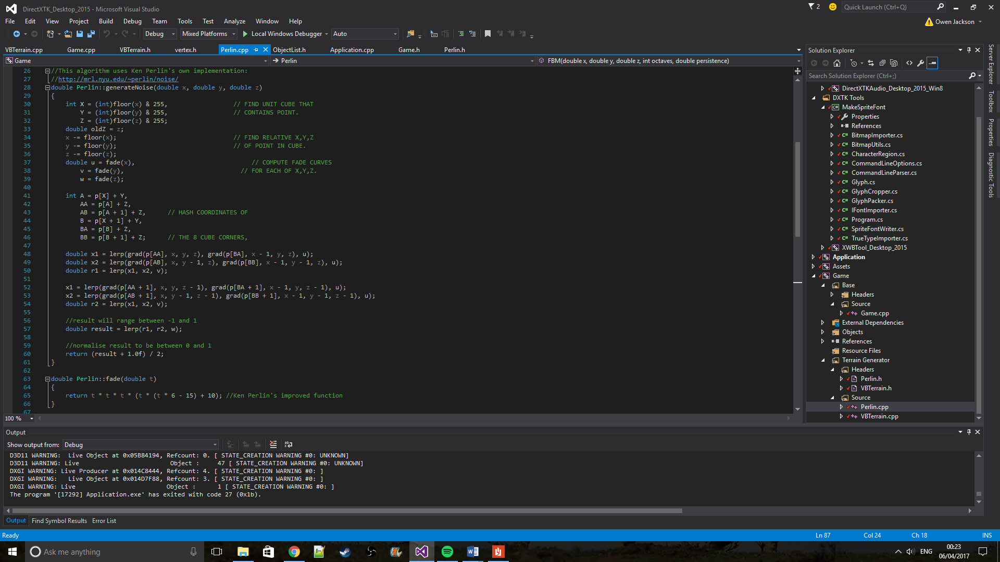 DirectXTK_Desktop_2015 - Microsoft Visual Studio
2
Quick Launch (Ctrl+Q)
File Edit View Project Build Debug Team Tools Test Analyze Window Help
Owen Jackson
Debug Mixed Platforms Local Windows Debugger Auto
VBTerrain.cpp Game.cpp VBTerrain.h vertex.h Perlin.cpp ObjectList.h Application.cpp Game.h Perlin.h
Game Perlin FBM(double x, double y, double z, int octaves, double persistence)
26 //This algorithm uses Ken Perlin's own implementation:
27 //http://mrl.nyu.edu/~perlin/noise/
28 double Perlin::generateNoise(double x, double y, double z)
29 {
30 int X = (int)floor(x) & 255, // FIND UNIT CUBE THAT
31 Y = (int)floor(y) & 255, // CONTAINS POINT.
32 Z = (int)floor(z) & 255;
33 double oldZ = z;
34 x -= floor(x); // FIND RELATIVE X,Y,Z
35 y -= floor(y); // OF POINT IN CUBE.
36 z -= floor(z);
37 double u = fade(x), // COMPUTE FADE CURVES
38 v = fade(y), // FOR EACH OF X,Y,Z.
39 w = fade(z);
40
41 int A = p[X] + Y,
42 AA = p[A] + Z,
43 AB = p[A + 1] + Z, // HASH COORDINATES OF
44 B = p[X + 1] + Y,
45 BA = p[B] + Z,
46 BB = p[B + 1] + Z; // THE 8 CUBE CORNERS,
47
48 double x1 = lerp(grad(p[AA], x, y, z), grad(p[BA], x - 1, y, z), u);
49 double x2 = lerp(grad(p[AB], x, y - 1, z), grad(p[BB], x - 1, y - 1, z), u);
50 double r1 = lerp(x1, x2, v);
51
52 x1 = lerp(grad(p[AA + 1], x, y, z - 1), grad(p[BA + 1], x - 1, y, z - 1), u);
53 x2 = lerp(grad(p[AB + 1], x, y - 1, z - 1), grad(p[BB + 1], x - 1, y - 1, z - 1), u);
54 double r2 = lerp(x1, x2, v);
55
56 //result will range between -1 and 1
57 double result = lerp(r1, r2, w);
58
59 //normalise result to be between 0 and 1
60 return (result + 1.0f) / 2;
61 }
62
63 double Perlin::fade(double t)
64 {
65 return t * t * t * (t * (t * 6 - 15) + 10); //Ken Perlin's improved function
66 }
67
100 %
Solution Explorer
Search Solution Explorer (Ctrl+;)
DirectXTKAudio_Desktop_2015_Win8
DXTK Tools
MakeSpriteFont
Properties
References
BitmapImporter.cs
BitmapUtils.cs
CharacterRegion.cs
CommandLineOptions.cs
CommandLineParser.cs
Glyph.cs
GlyphCropper.cs
GlyphPacker.cs
IFontImporter.cs
Program.cs
SpriteFontWriter.cs
TrueTypeImporter.cs
XWBTool_Desktop_2015
Application
Assets
Game
Base
Headers
Source
Game.cpp
External Dependencies
Objects
References
Resource Files
Terrain Generator
Headers
Perlin.h
VBTerrain.h
Source
Perlin.cpp
VBTerrain.cpp
Server Explorer
Toolbox
Properties
Diagnostic Tools
Output
Show output from: Debug
D3D11 WARNING: Live Object at 0x05B84194, Refcount: 0. [ STATE_CREATION WARNING #0: UNKNOWN]
D3D11 WARNING: Live Object : 47 [ STATE_CREATION WARNING #0: UNKNOWN]
DXGI WARNING: Live Producer at 0x014C8444, Refcount: 4. [ STATE_CREATION WARNING #0: ]
DXGI WARNING: Live Object at 0x014D7F88, Refcount: 3. [ STATE_CREATION WARNING #0: ]
DXGI WARNING: Live Object : 1 [ STATE_CREATION WARNING #0: ]
The program '[17292] Application.exe' has exited with code 27 (0x1b).
Output Find Symbol Results Error List
Ready Ln 87 Col 24 Ch 18 INS
Ask me anything
ENG
00:23
06/04/2017